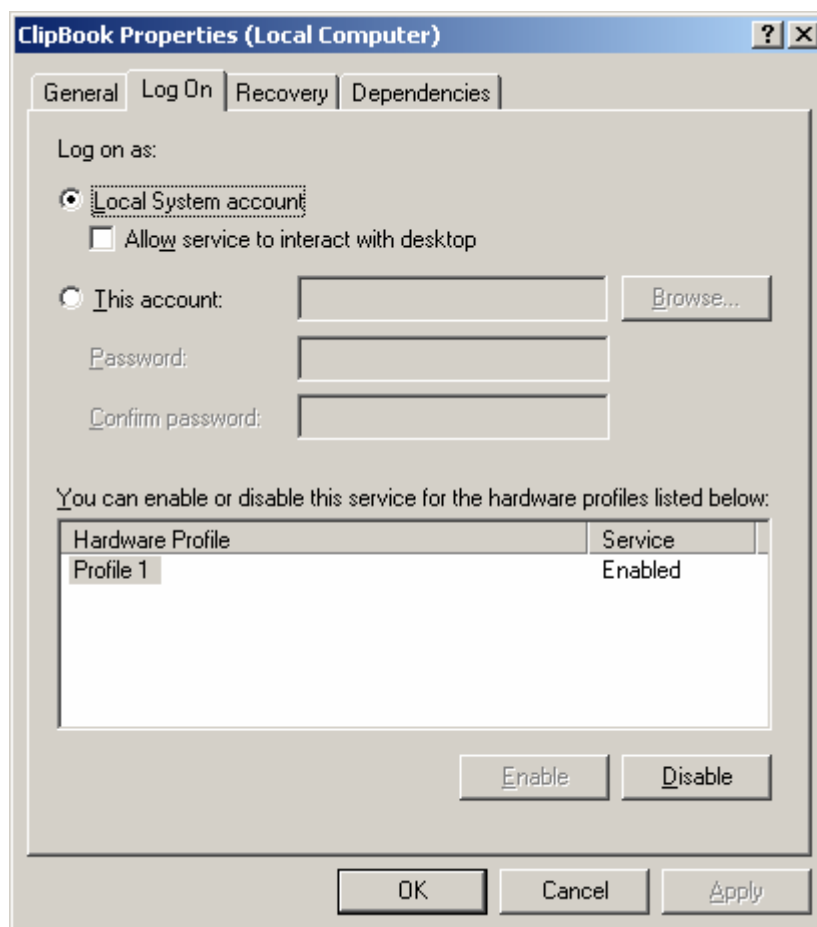 ClipBook Properties (Local Computer)
General Log On Recovery Dependencies
Log on as:
Local System account
Allow service to interact with desktop
This account: Browse...
Password:
Confirm password:
You can enable or disable this service for the hardware profiles listed below:
Hardware Profile Service
Profile 1 Enabled
Enable Disable
OK Cancel Apply